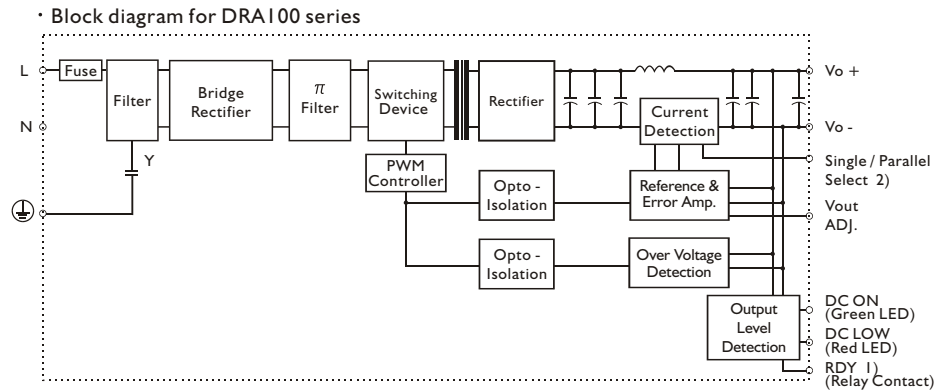 · Block diagram for DRA100 series
L
Fuse
Filter
Bridge
Rectifier
π
Filter
Switching
Device
Rectifier
Vo +
N
Current
Detection
Vo -
Y
PWM
Controller
Single / Parallel
Select 2)
Opto -
Isolation
Reference &
Error Amp.
Vout
ADJ.
Opto -
Isolation
Over Voltage
Detection
Output
Level
Detection
DC ON
(Green LED)
DC LOW
(Red LED)
RDY 1)
(Relay Contact)